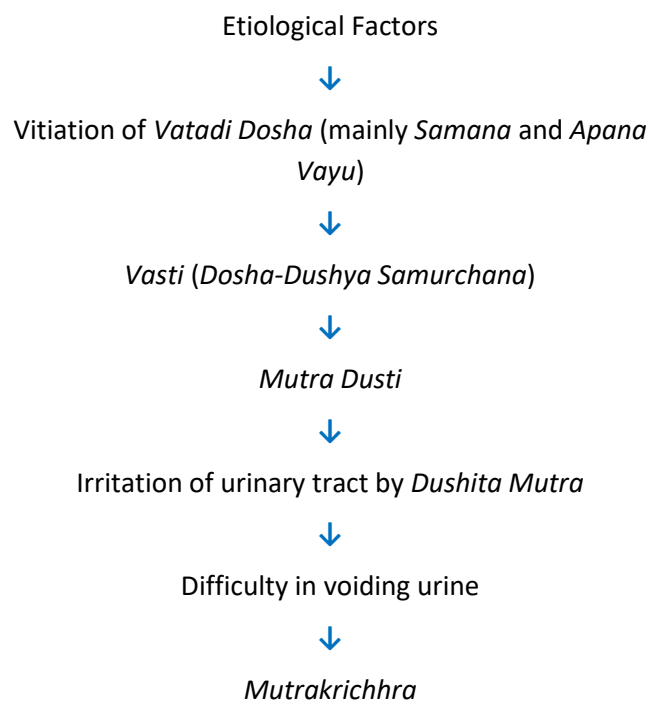 Etiological Factors
↓
Vitiation of Vatadi Dosha (mainly Samana and Apana
Vayu)
↓
Vasti (Dosha-Dushya Samurchana)
↓
Mutra Dusti
↓
Irritation of urinary tract by Dushita Mutra
↓
Difficulty in voiding urine
↓
Mutrakrichhra